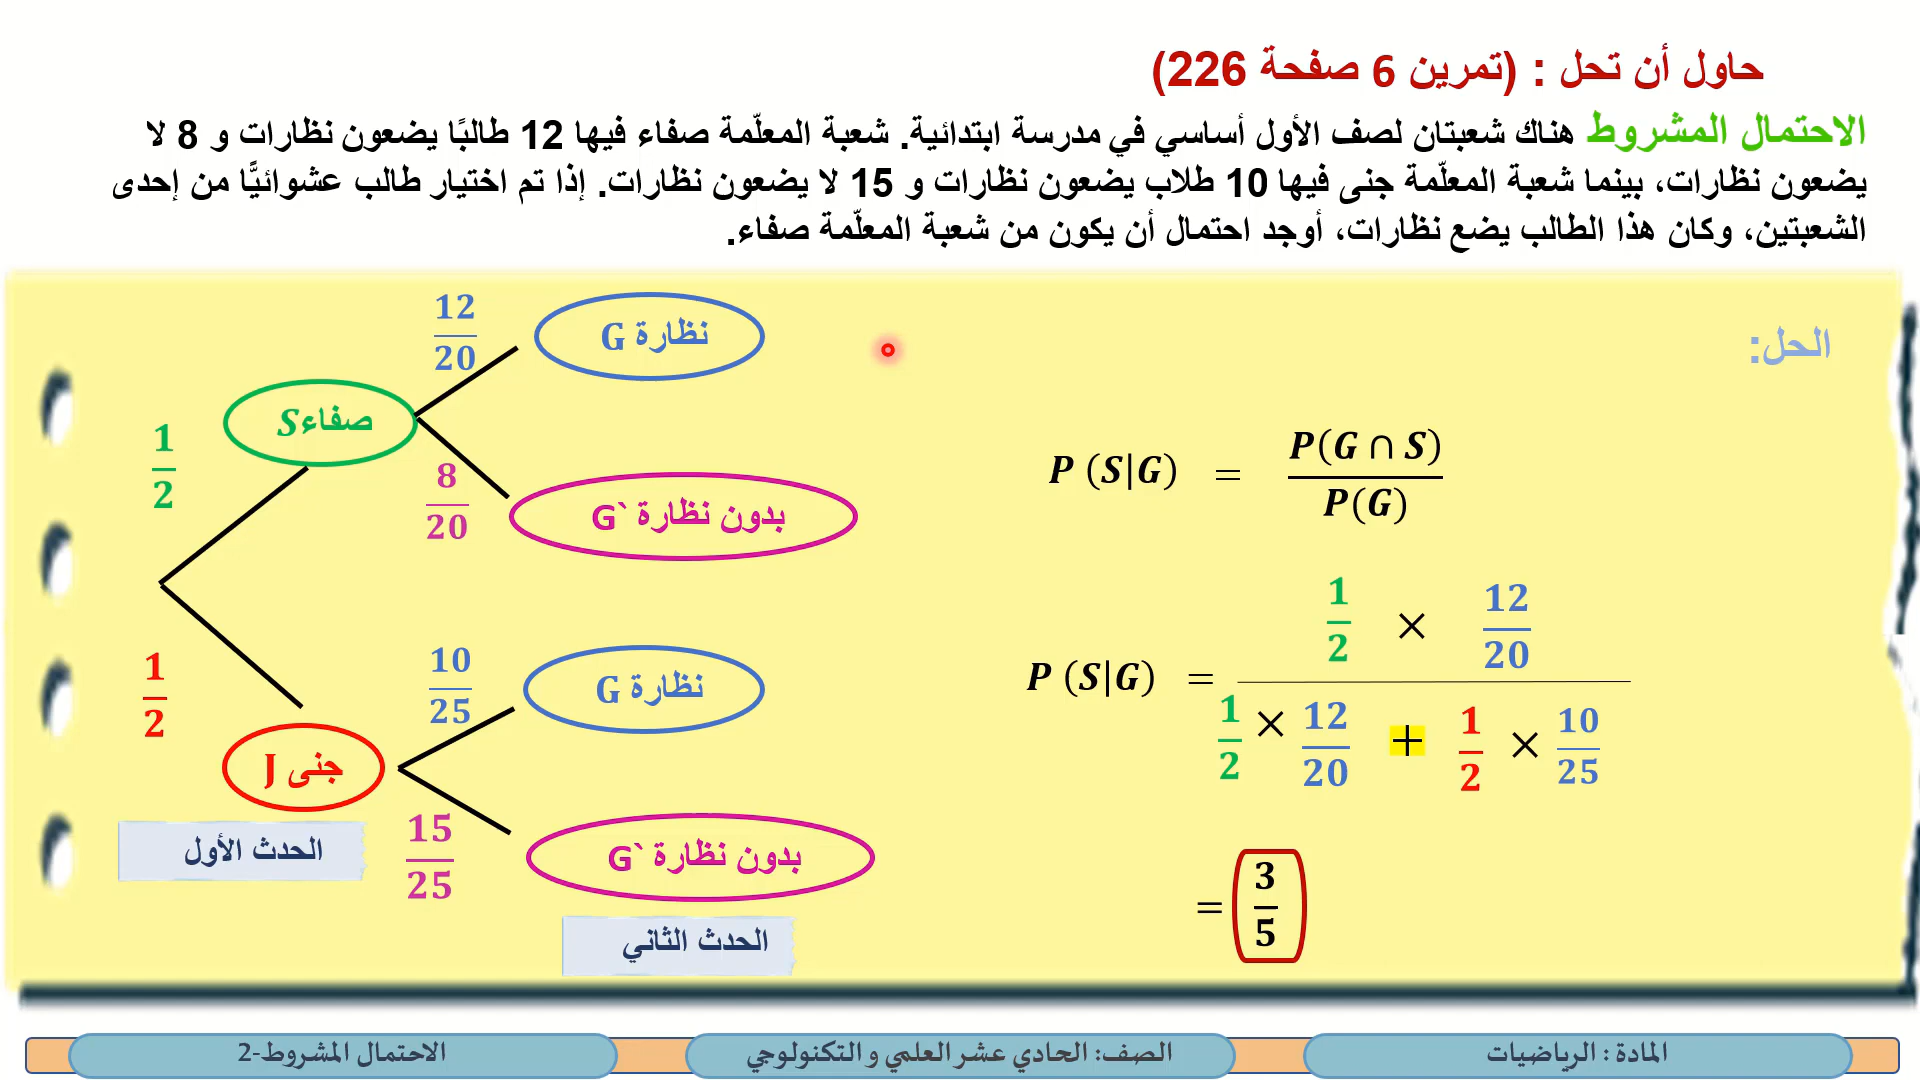 حاول أن تحل : (تمرين 6 صفحة 226)
الاحتمال المشروط هناك شعبتان لصف الأول أساسي في مدرسة ابتدائية. شعبة المعلّمة صفاء فيها 12 طالبًا يضعون نظارات و 8 لا
يضعون نظارات، بينما شعبة المعلّمة جنى فيها 10 طلاب يضعون نظارات و 15 لا يضعون نظارات. إذا تم اختيار طالب عشوائيًّا من إحدى
الشعبتين، وكان هذا الطالب يضع نظارات، أوجد احتمال أن يكون من شعبة المعلّمة صفاء.
الحل:
12/20
نظارة G
1/2
صفاء S
8/20
بدون نظارة G`
1/2
10/25
نظارة G
جنى J
15/25
بدون نظارة G`
الحدث الأول
الحدث الثاني
P (S|G) = P(G ∩ S) / P(G)
1/2 × 12/20
P (S|G) =
1/2 × 12/20 + 1/2 × 10/25
= 3/5
المادة : الرياضيات
الصف: الحادي عشر العلمي و التكنولوجي
الاحتمال المشروط-2